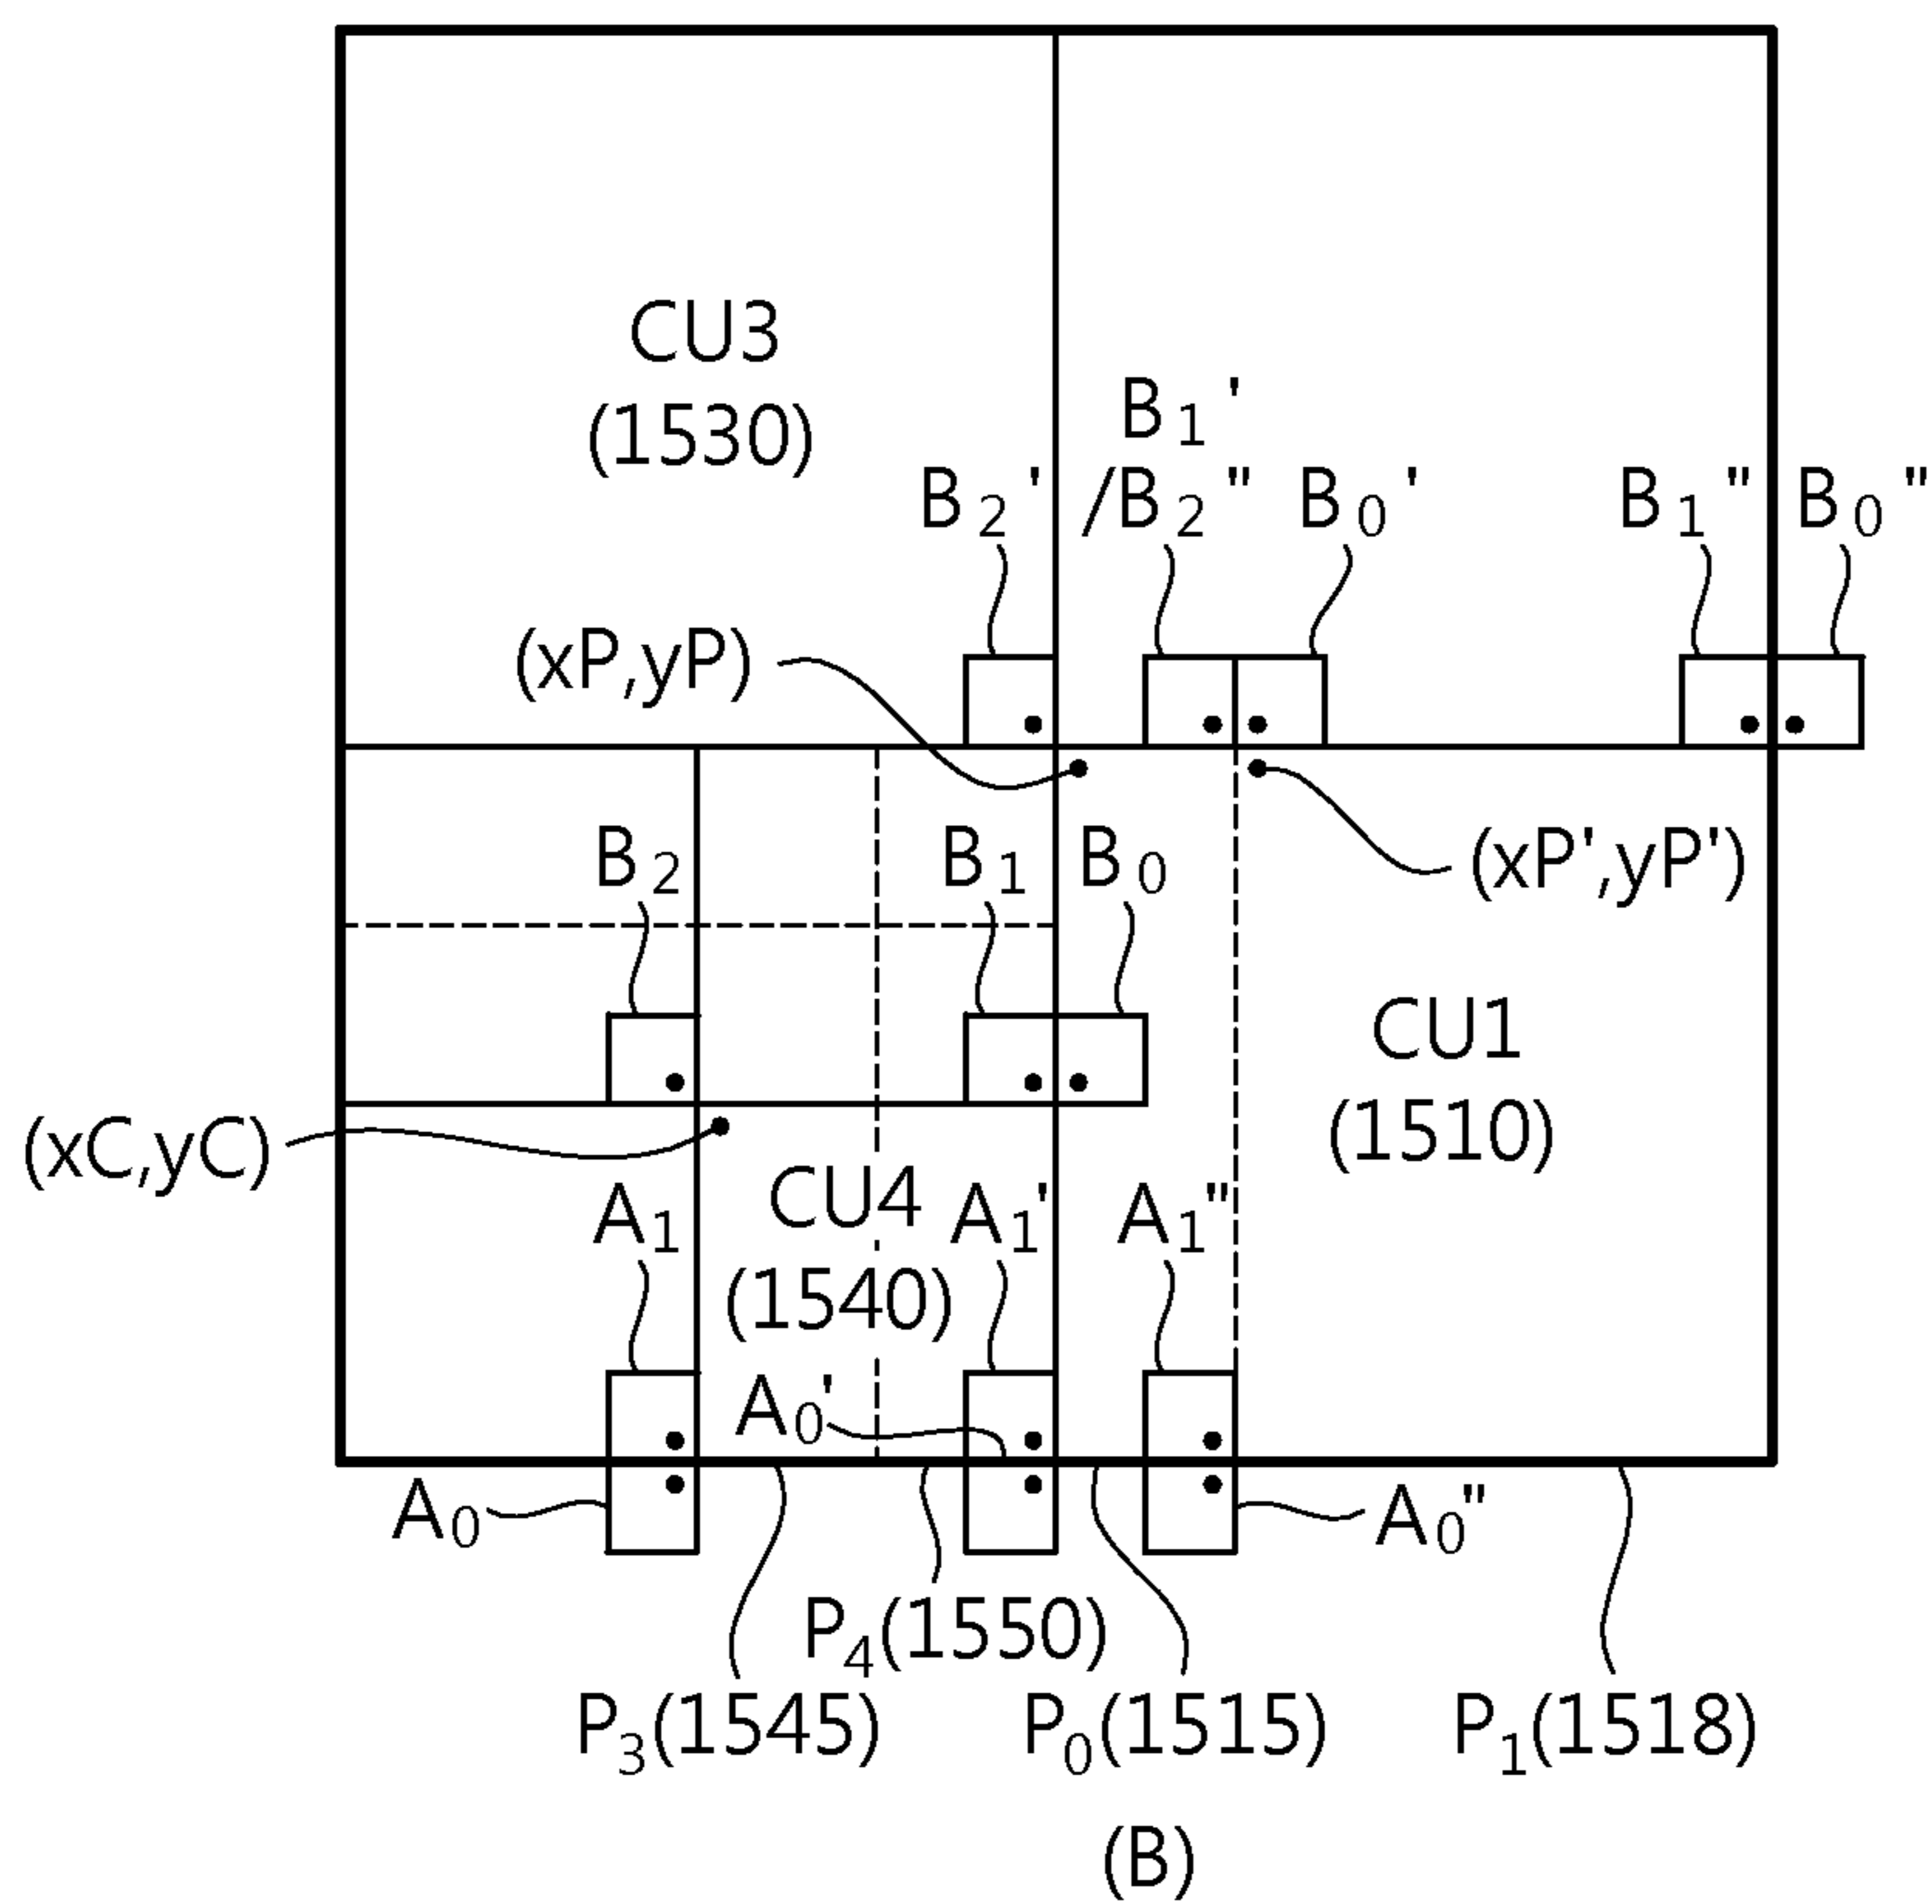 CU3
(1530)
B1'
B2' /B2" B0' B1" B0"
(xP,yP)
B2 B1 B0 (xP',yP')
CU1
(1510)
(xC,yC)
CU4
A1 A1' A1"
(1540)
A0'
A0 A0"
P4(1550)
P3(1545) P0(1515) P1(1518)
(B)